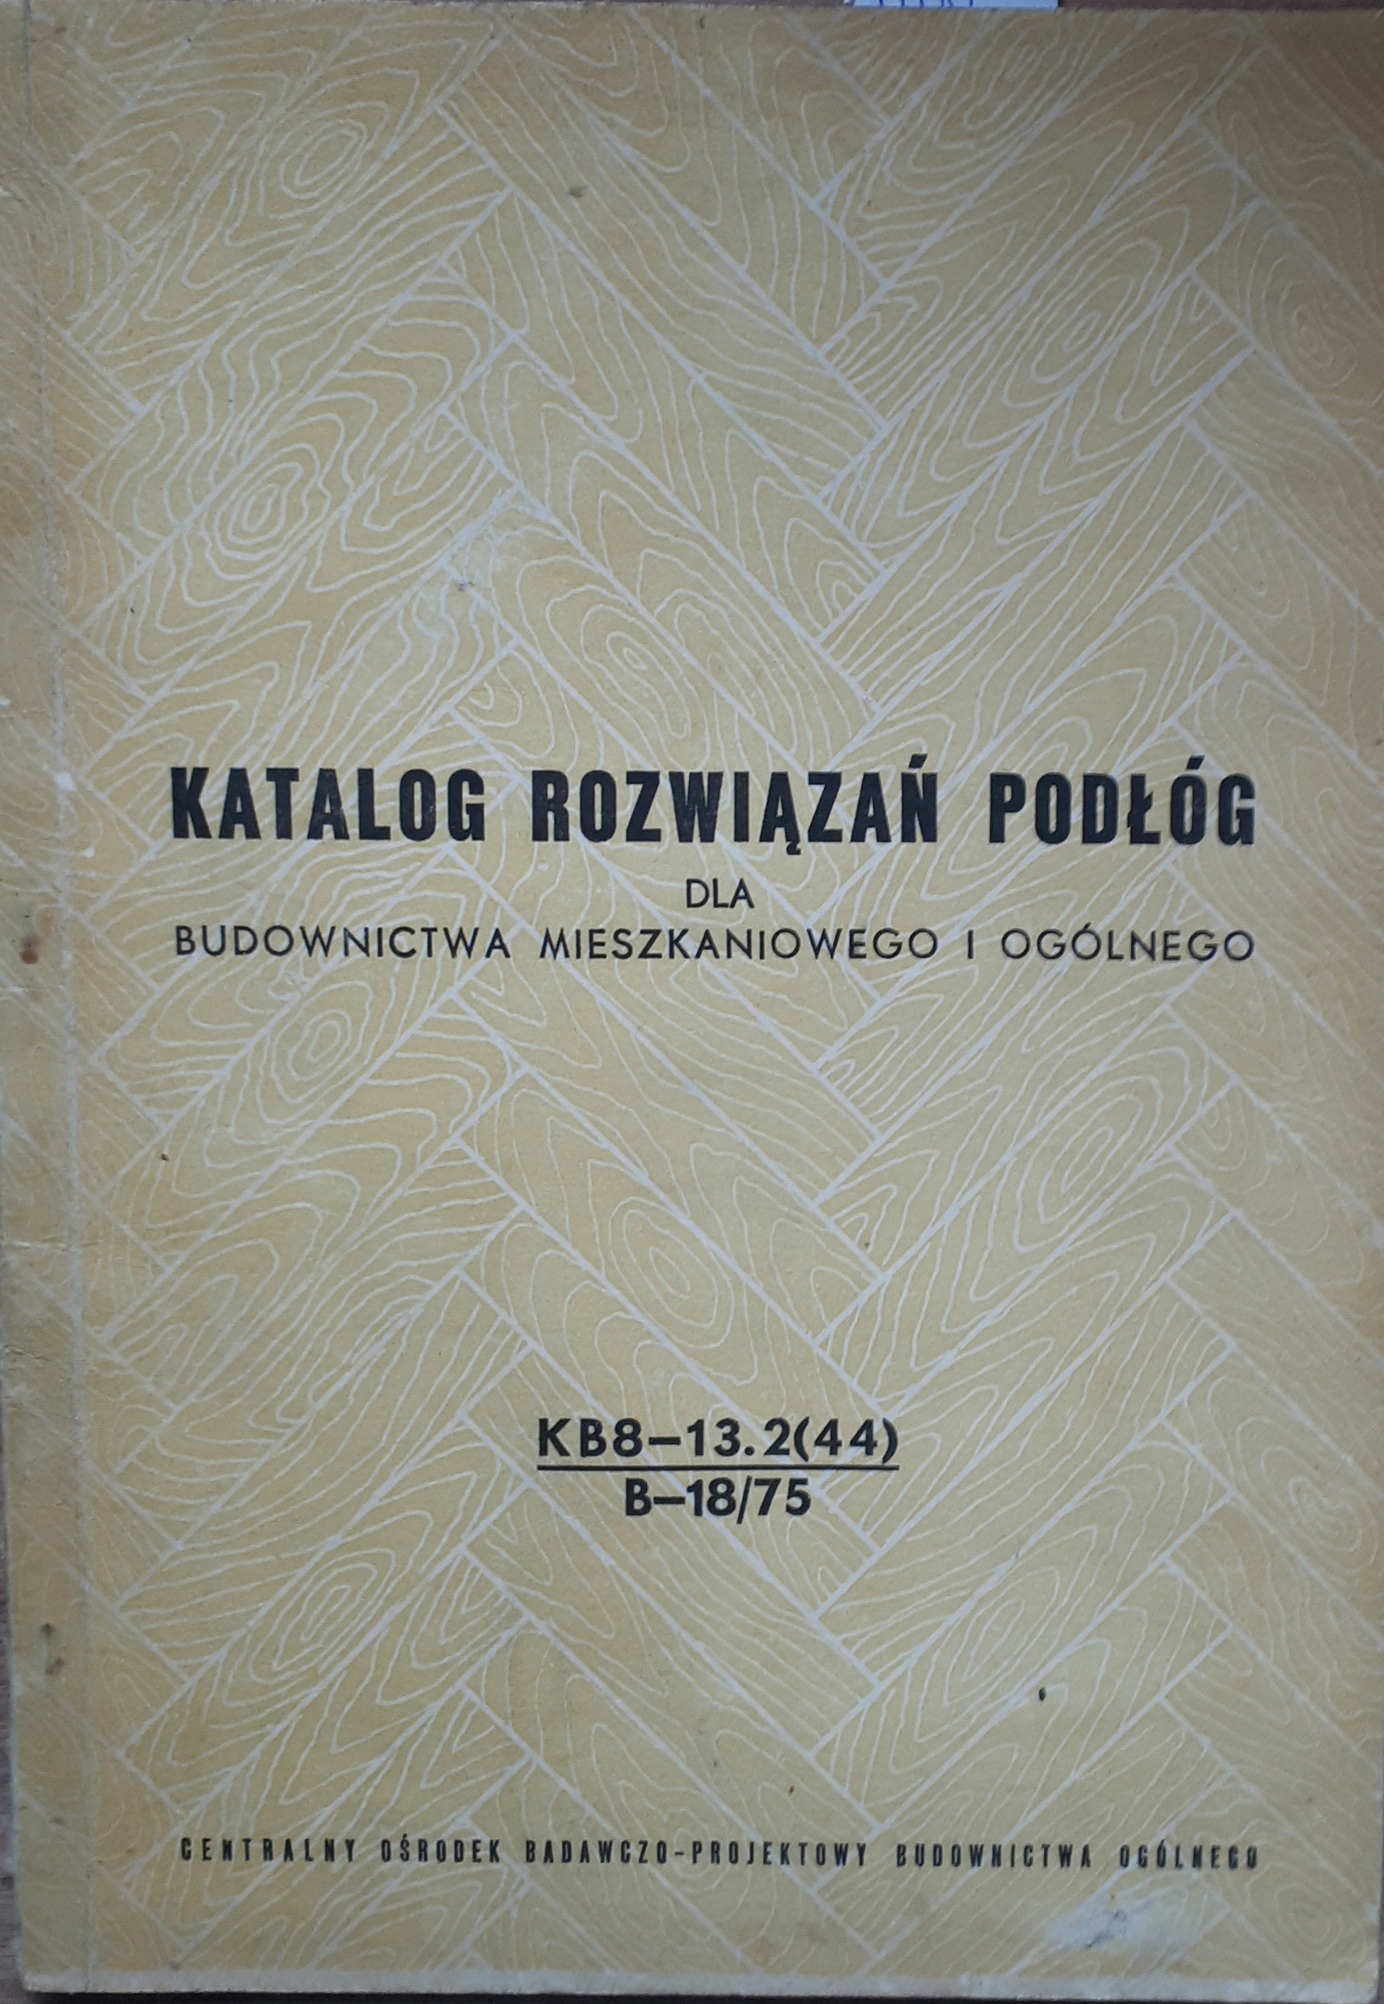 KATALOG ROZWIĄZAŃ PODŁÓG
DLA
BUDOWNICTWA MIESZKANIOWEGO I OGÓLNEGO
KB8–13.2(44)
B–18/75
CENTRALNY OŚRODEK BADAWCZO-PROJEKTOWY BUDOWNICTWA OGÓLNEGO